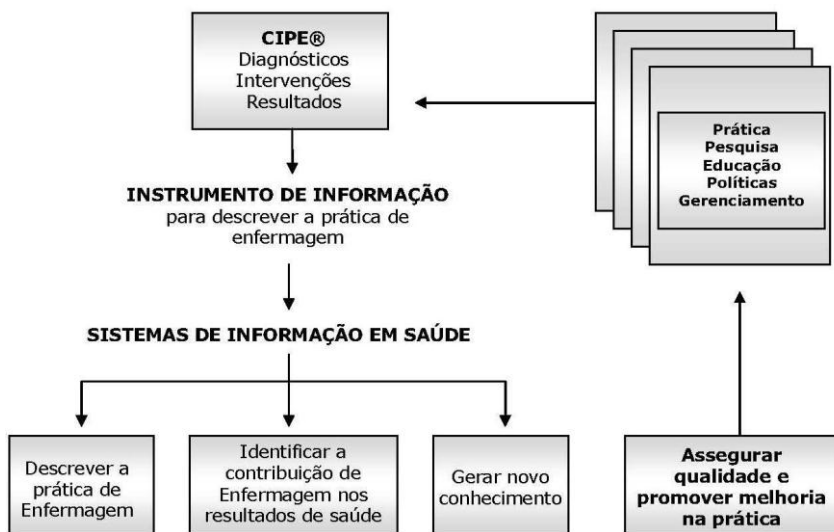 CIPE®
Diagnósticos
Intervenções
Resultados
INSTRUMENTO DE INFORMAÇÃO
para descrever a prática de
enfermagem
SISTEMAS DE INFORMAÇÃO EM SAÚDE
Descrever a
prática de
Enfermagem
Identificar a
contribuição de
Enfermagem nos
resultados de saúde
Gerar novo
conhecimento
Assegurar
qualidade e
promover melhoria
na prática
Prática
Pesquisa
Educação
Políticas
Gerenciamento